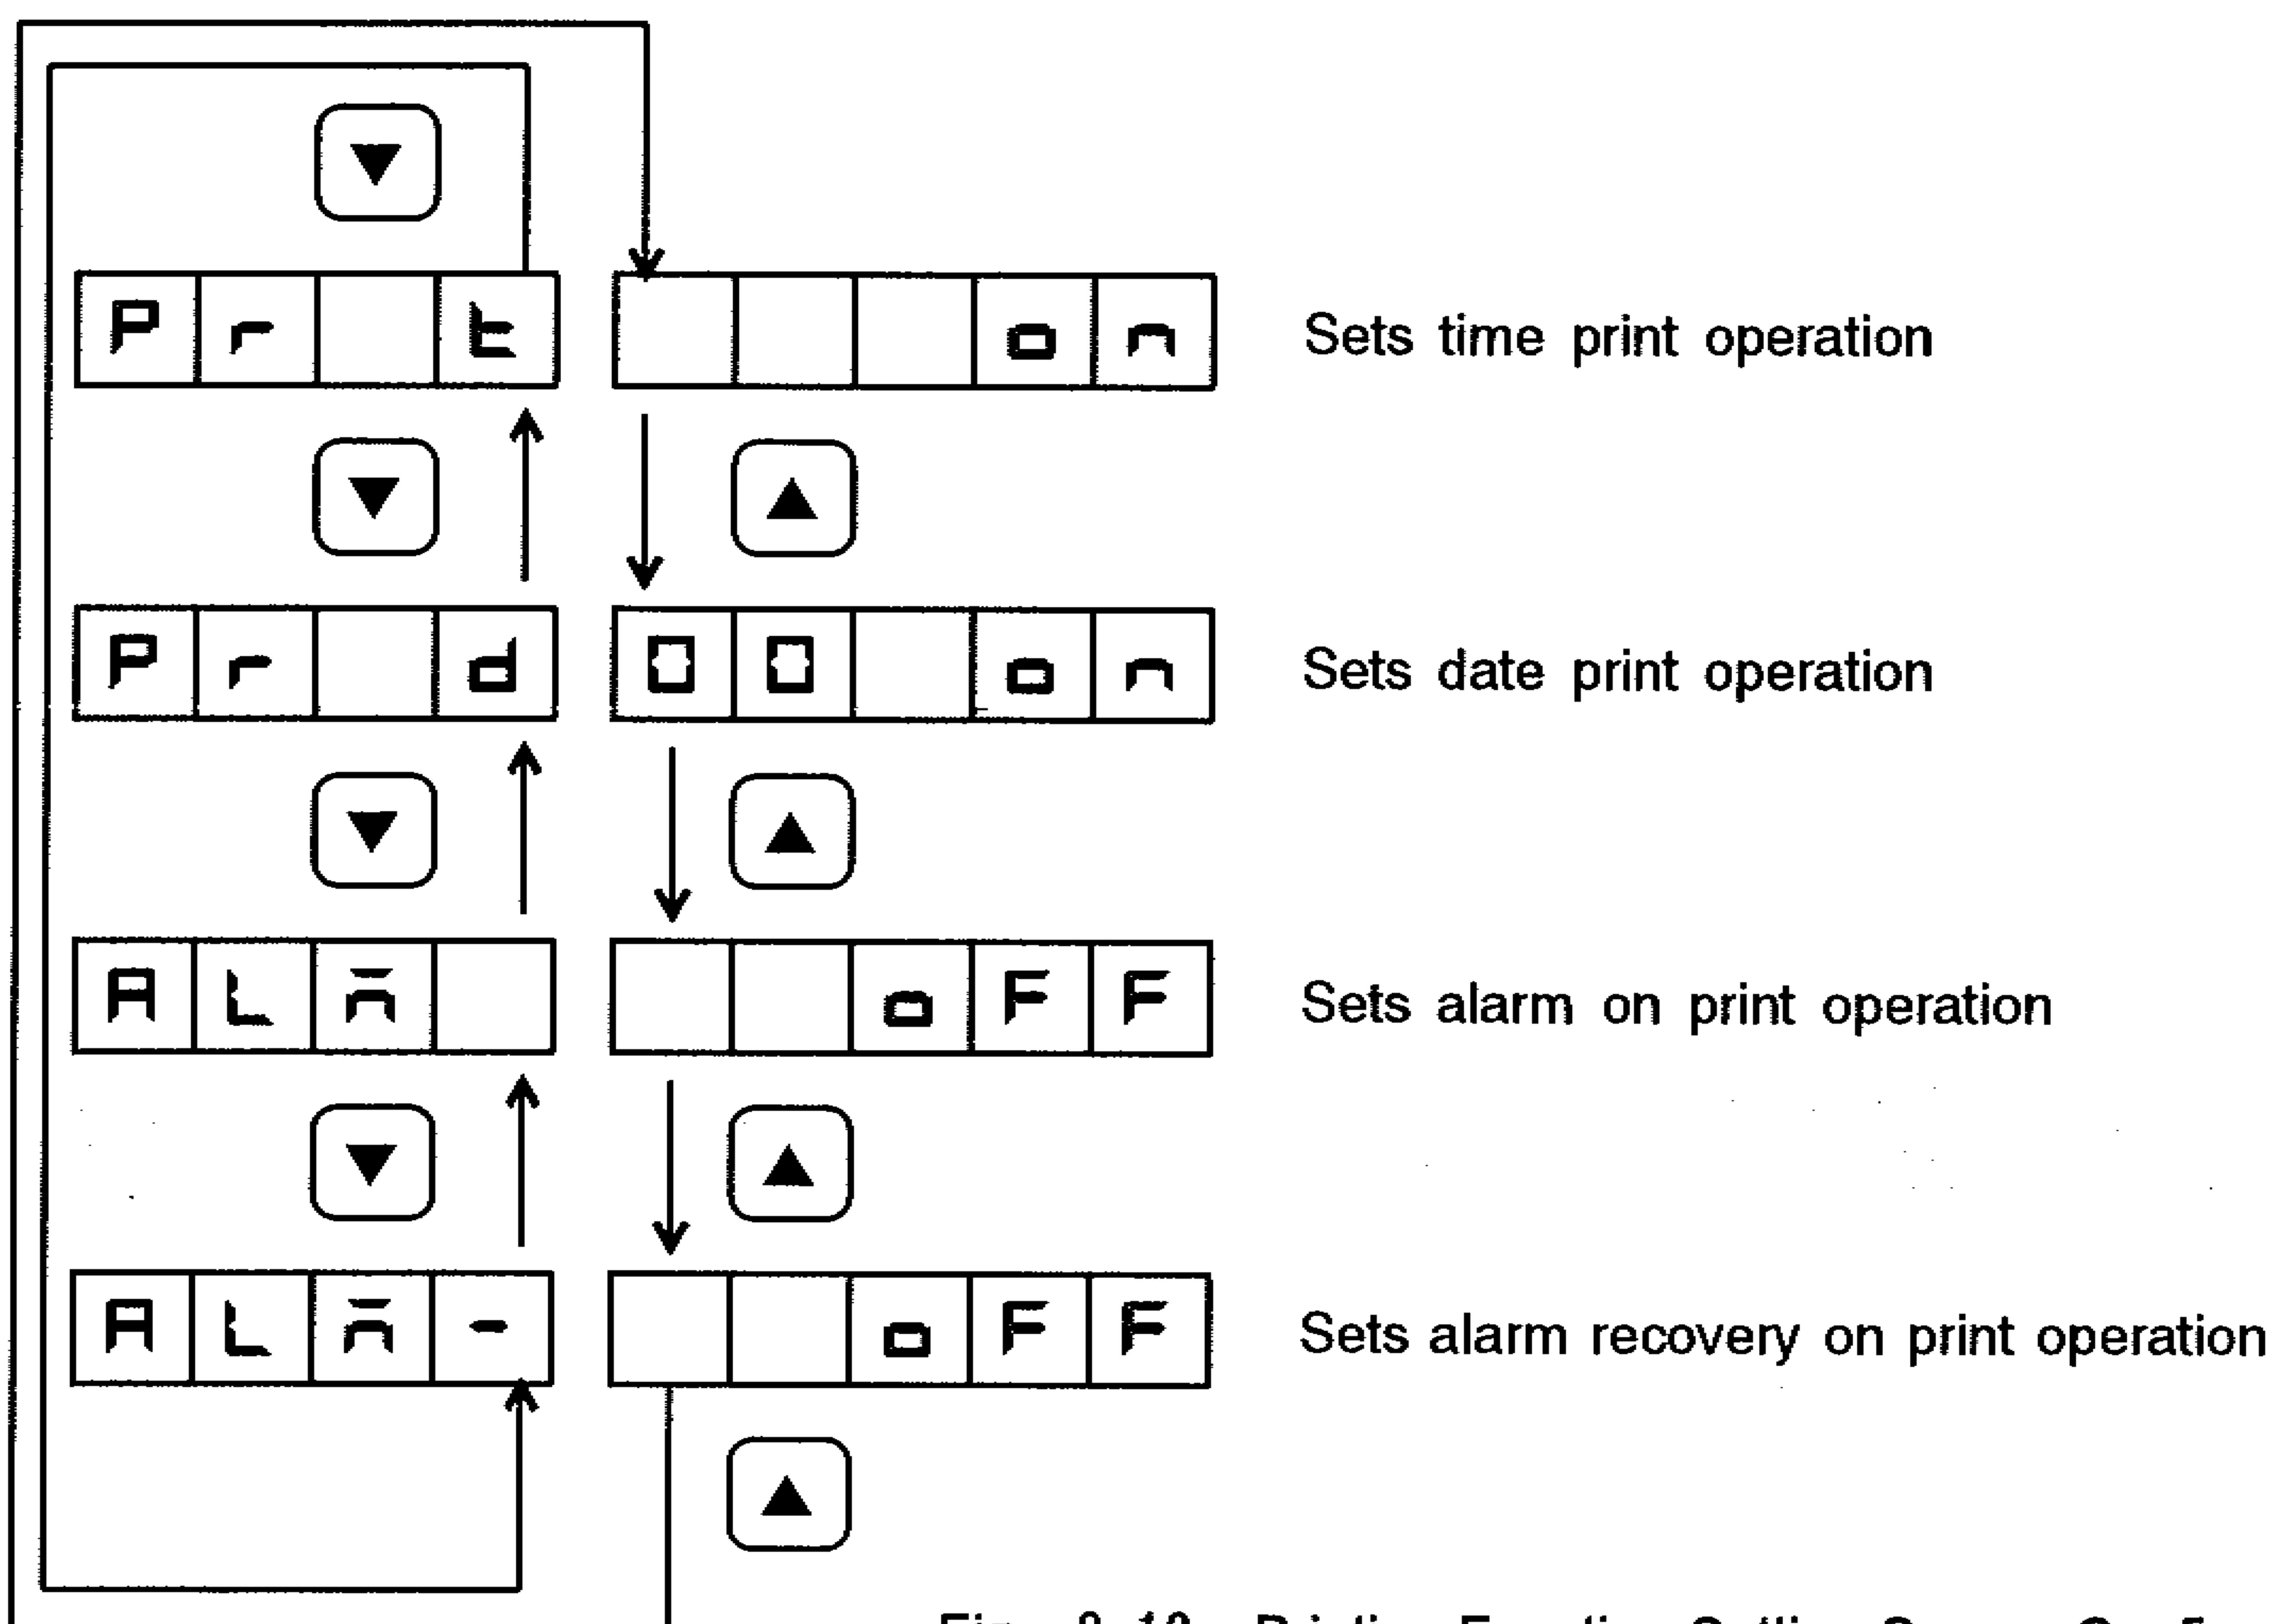 Pr t on Sets time print operation
Pr d 00 on Sets date print operation
ALM oFF Sets alarm on print operation
ALM- oFF Sets alarm recovery on print operation